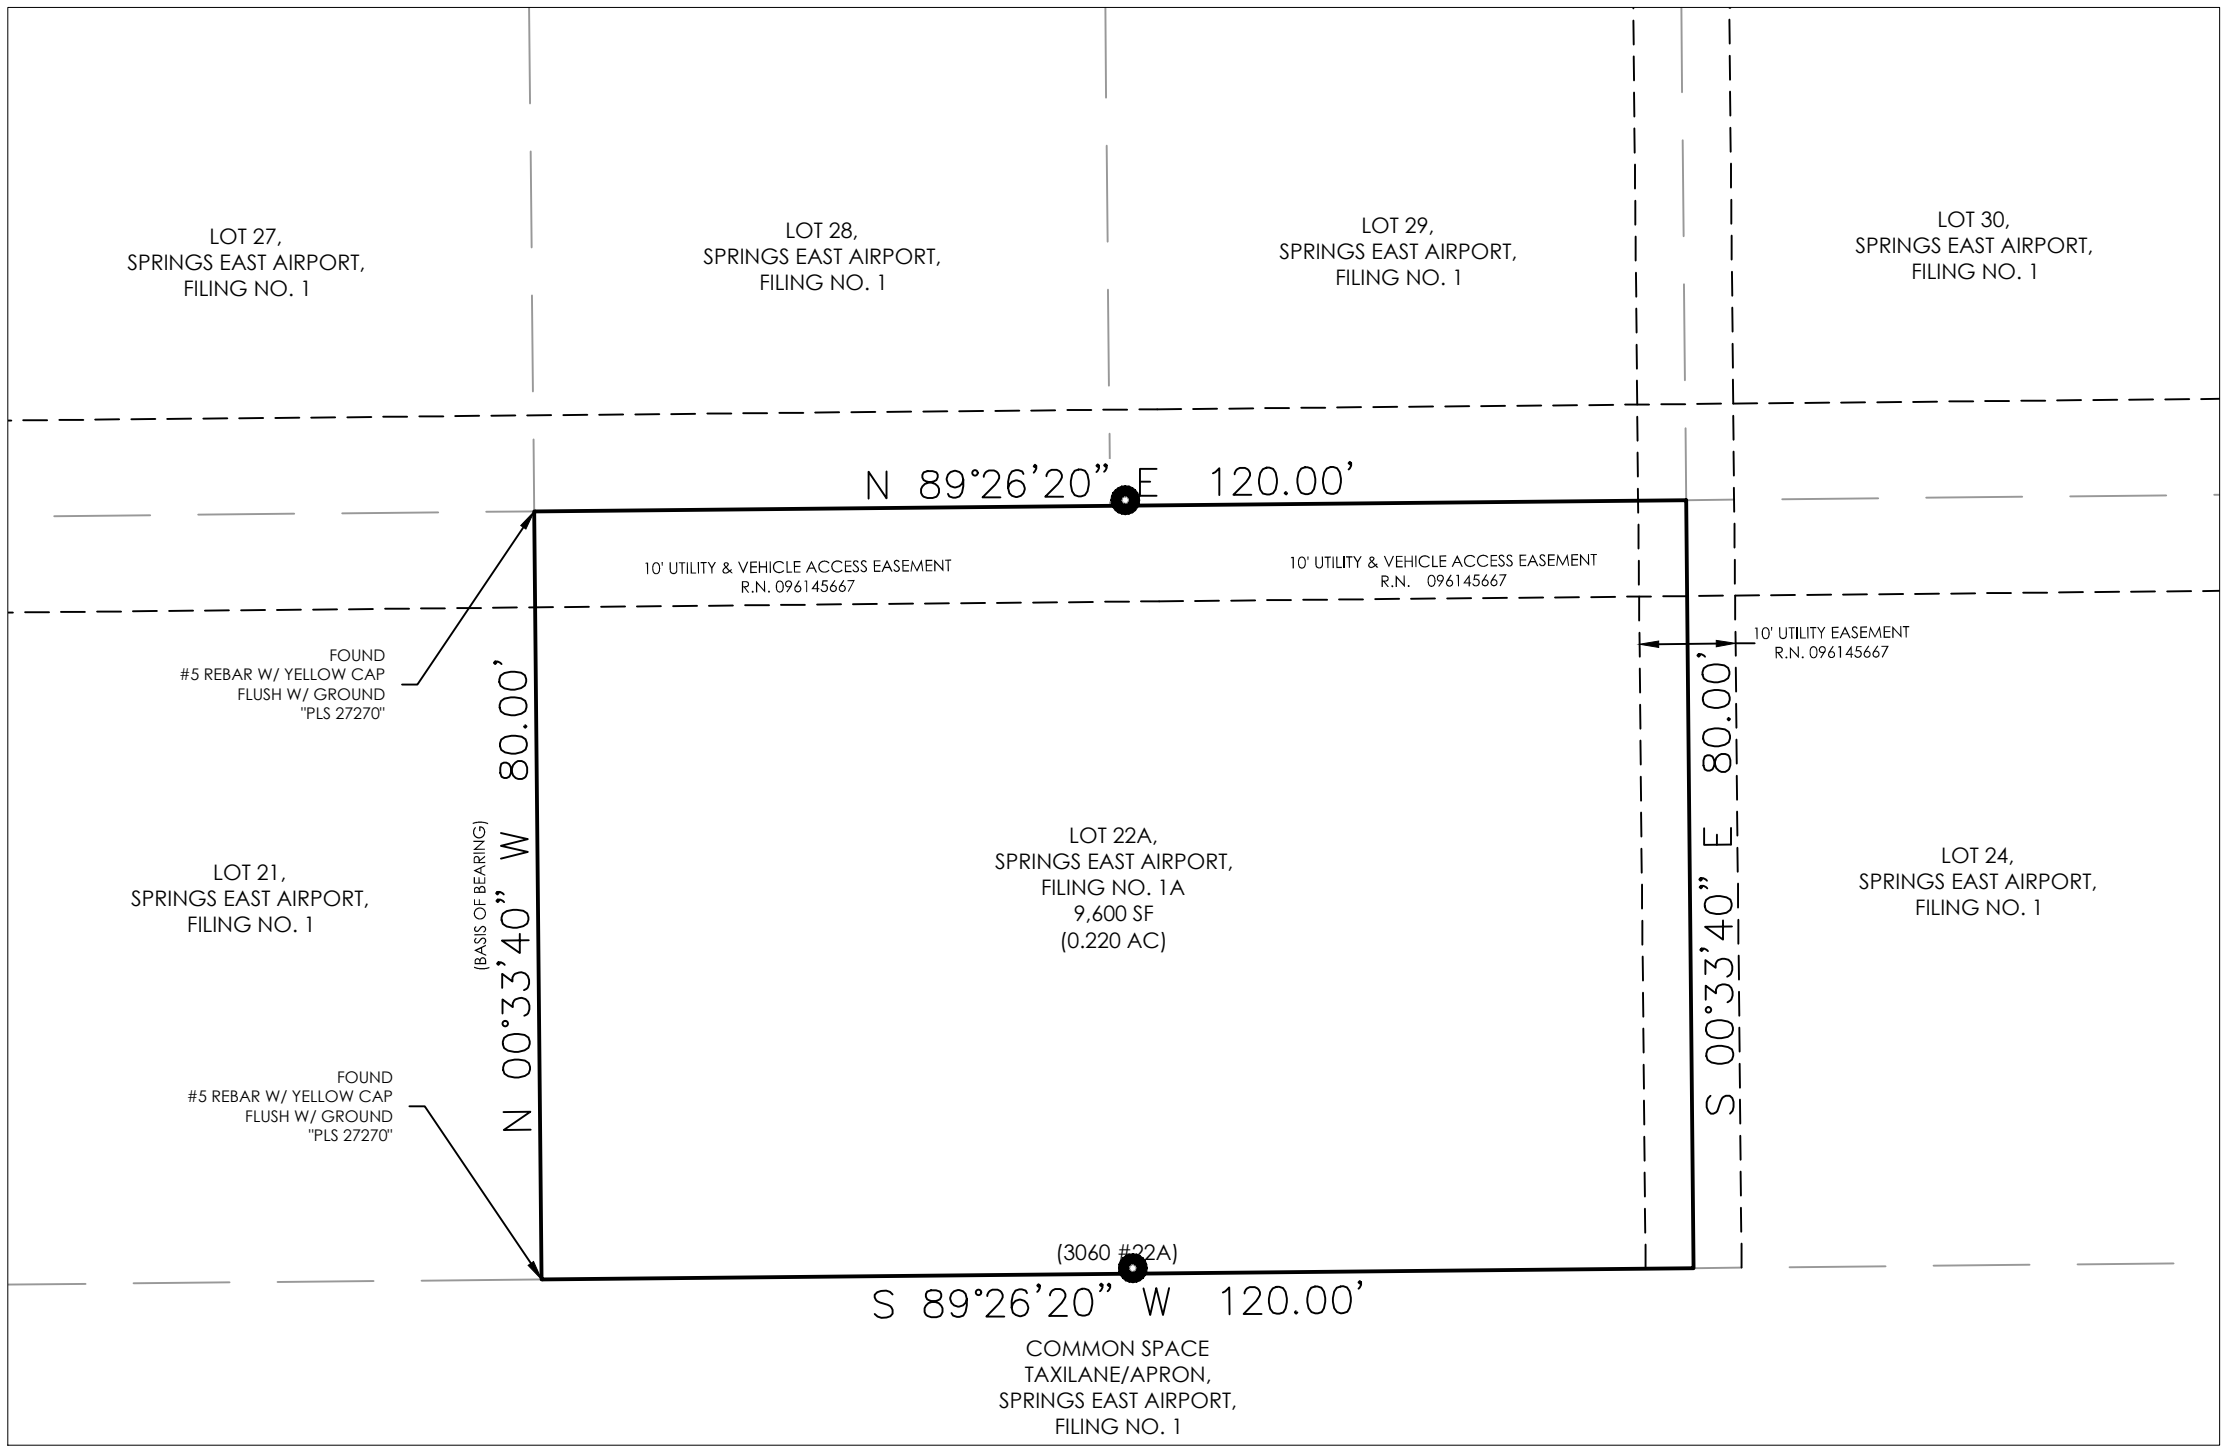 LOT 27,
SPRINGS EAST AIRPORT,
FILING NO. 1
LOT 28,
SPRINGS EAST AIRPORT,
FILING NO. 1
LOT 29,
SPRINGS EAST AIRPORT,
FILING NO. 1
LOT 30,
SPRINGS EAST AIRPORT,
FILING NO. 1
N 89°26'20" E 120.00'
10' UTILITY & VEHICLE ACCESS EASEMENT
R.N. 096145667
10' UTILITY & VEHICLE ACCESS EASEMENT
R.N. 096145667
10' UTILITY EASEMENT
R.N. 096145667
FOUND
#5 REBAR W/ YELLOW CAP
FLUSH W/ GROUND
"PLS 27270"
N 00°33'40" W 80.00'
(BASIS OF BEARING)
S 00°33'40" E 80.00'
LOT 21,
SPRINGS EAST AIRPORT,
FILING NO. 1
LOT 22A,
SPRINGS EAST AIRPORT,
FILING NO. 1A
9,600 SF
(0.220 AC)
LOT 24,
SPRINGS EAST AIRPORT,
FILING NO. 1
FOUND
#5 REBAR W/ YELLOW CAP
FLUSH W/ GROUND
"PLS 27270"
(3060 #22A)
S 89°26'20" W 120.00'
COMMON SPACE
TAXILANE/APRON,
SPRINGS EAST AIRPORT,
FILING NO. 1